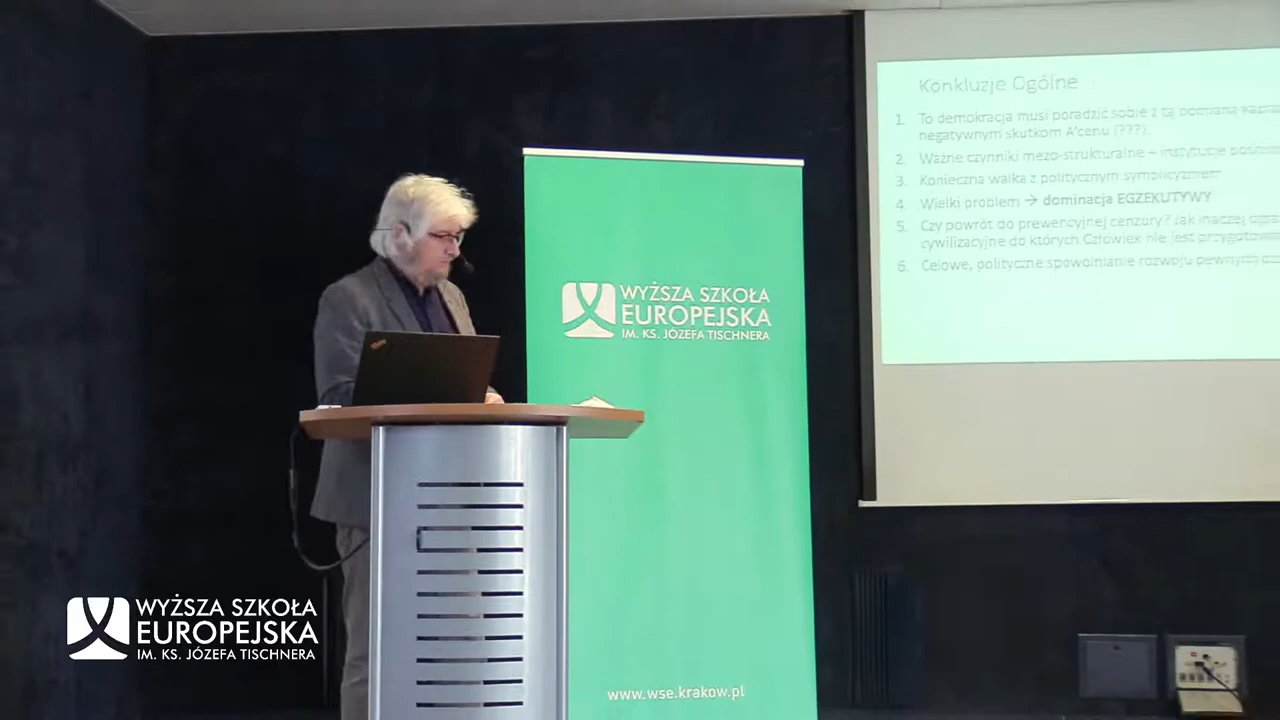 Konkluzje Ogólne
1. To demokracja musi poradzić sobie z tą
negatywnym skutkom A'cenu (???).
2. Ważne czynniki mezo-strukturalne – instytucje
3. Konieczna walka z politycznym symplicyzmem
4. Wielki problem → dominacja EGZEKUTYWY
5. Czy powrót do prewencyjnej cenzury? Jak inaczej
cywilizacyjne do których Człowiek nie jest
6. Celowe, polityczne spowolnianie rozwoju pewnych
WYŻSZA SZKOŁA
EUROPEJSKA
IM. KS. JÓZEFA TISCHNERA
www.wse.krakow.pl
WYŻSZA SZKOŁA
EUROPEJSKA
IM. KS. JÓZEFA TISCHNERA